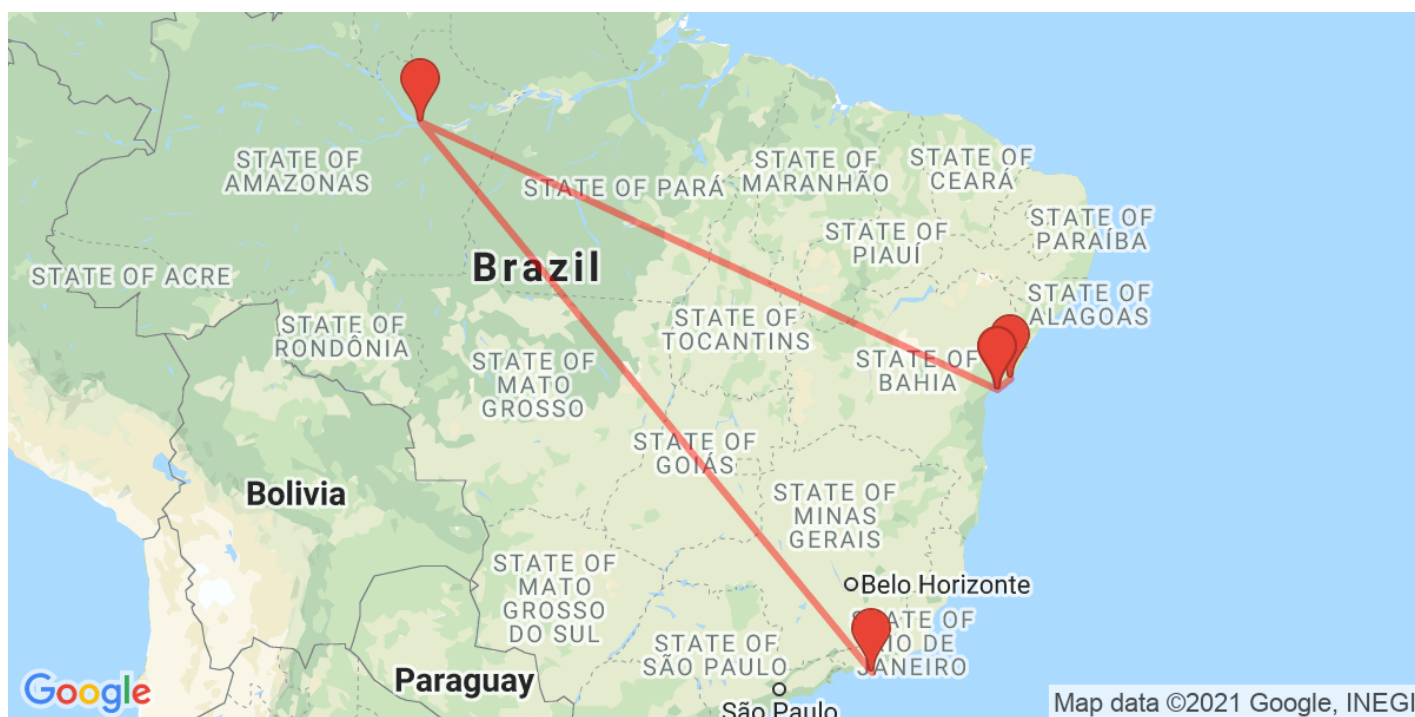 STATE OF
AMAZONAS
STATE OF PARÁ
STATE OF
MARANHÃO
STATE OF
CEARÁ
STATE OF
PIAUÍ
STATE OF
PARAÍBA
Brazil
STATE OF ACRE
STATE OF
RONDÔNIA
STATE OF
TOCANTINS
STATE OF
ALAGOAS
STATE OF
MATO
GROSSO
STATE OF
BAHIA
STATE OF
GOIÁS
Bolivia
STATE OF
MINAS
GERAIS
STATE OF
MATO
GROSSO
DO SUL
Belo Horizonte
STATE OF
RIO DE
JANEIRO
STATE OF
SÃO PAULO
Paraguay
São Paulo
Google
Map data ©2021 Google, INEGI